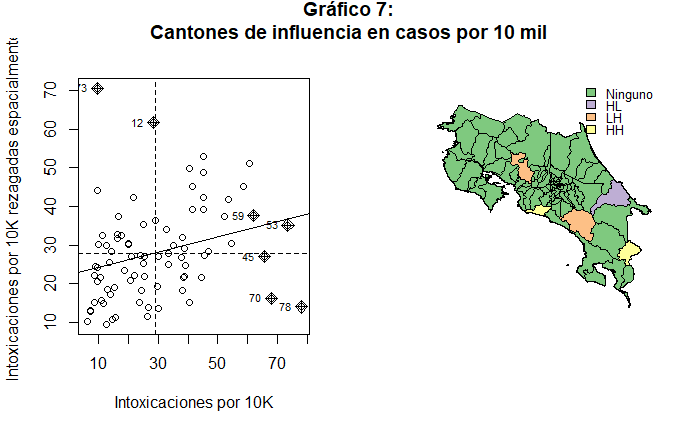 Gráfico 7:
Cantones de influencia en casos por 10 mil
Intoxicaciones por 10K rezagadas espacialmente
70
60
50
40
30
20
10
73
12
59
53
45
70
78
10
30
50
70
Intoxicaciones por 10K
Ninguno
HL
LH
HH